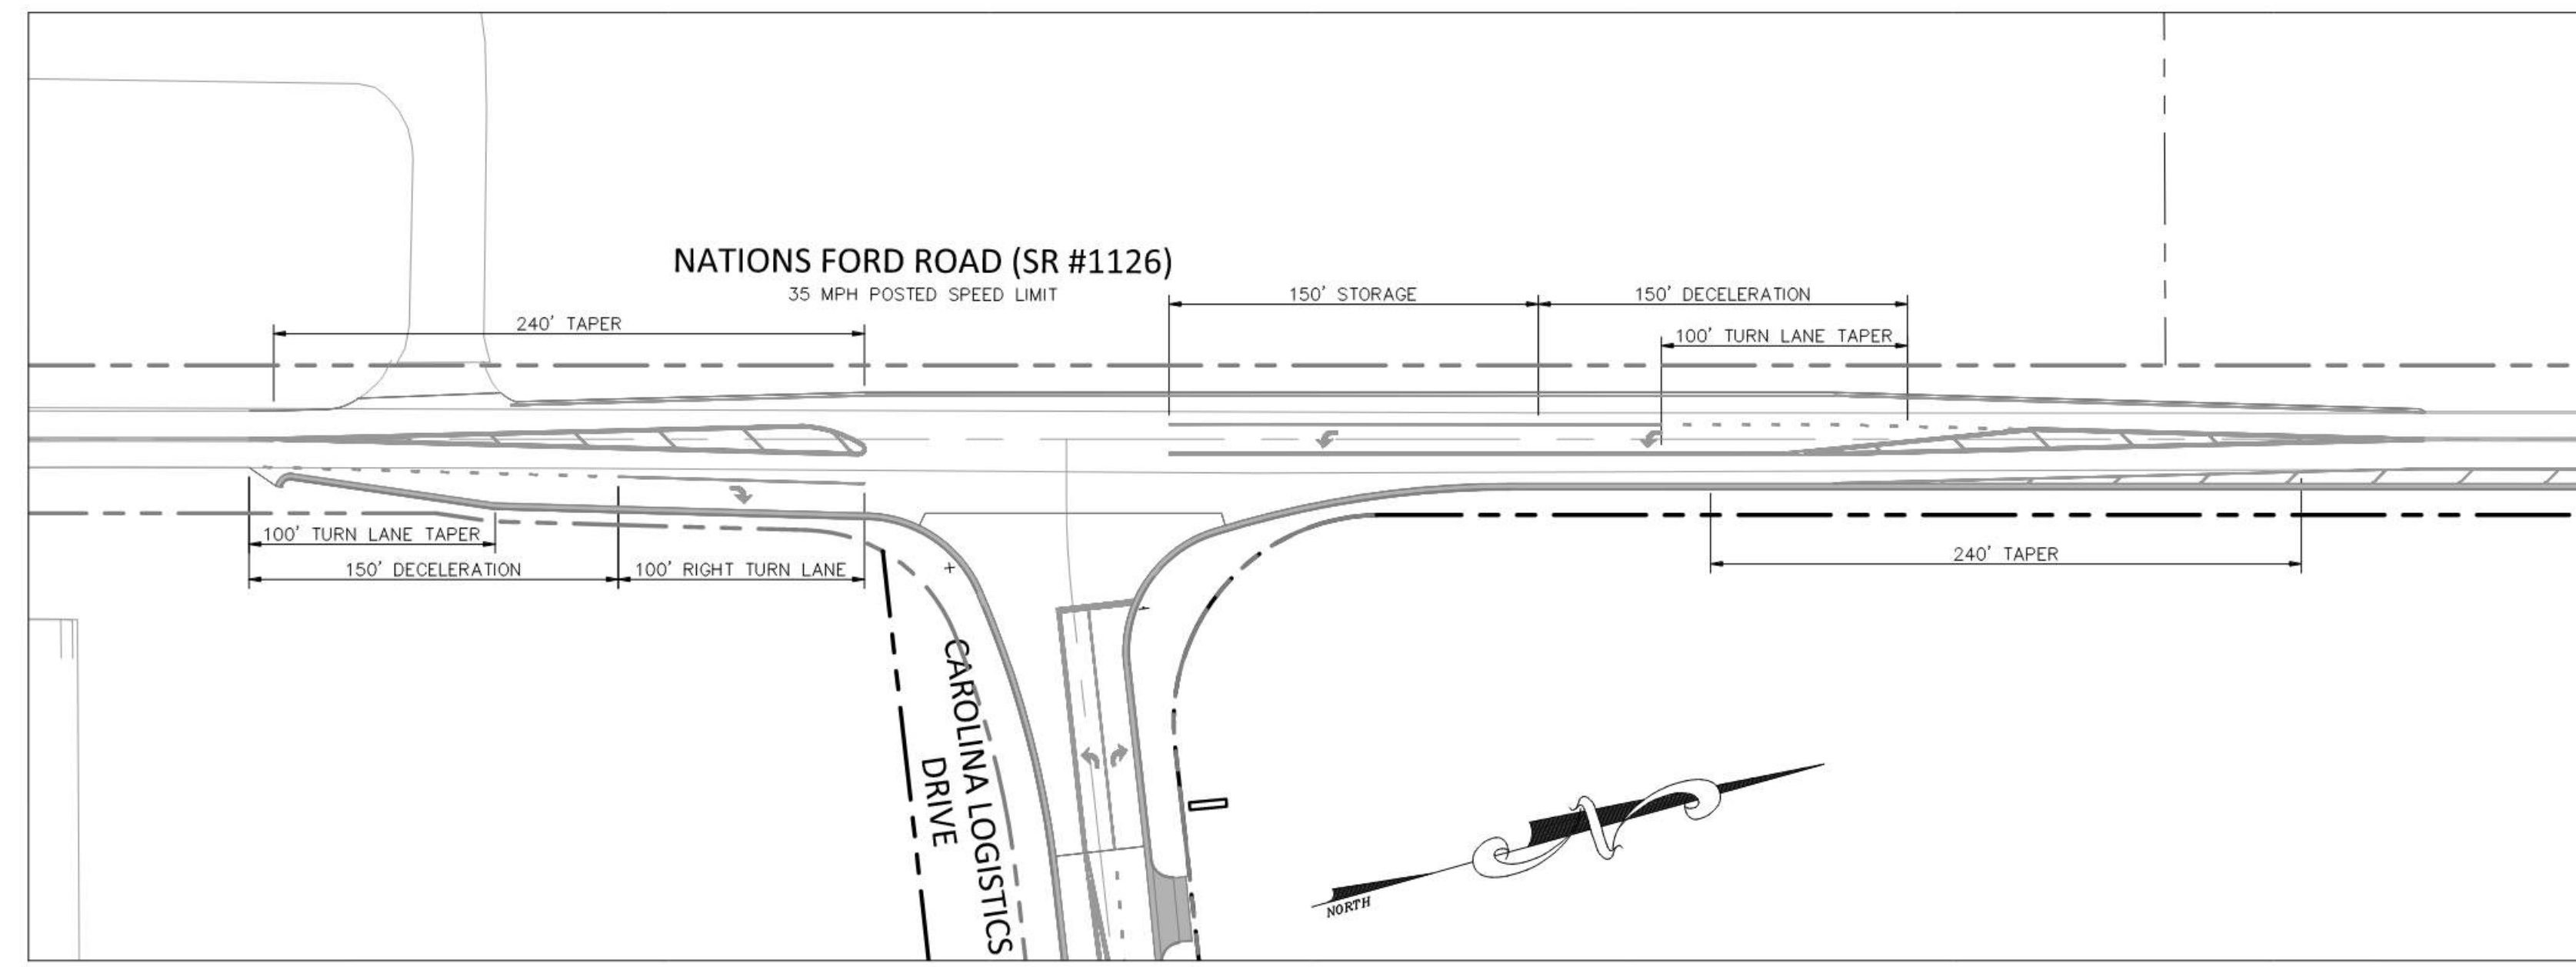 NATIONS FORD ROAD (SR #1126)
35 MPH POSTED SPEED LIMIT
150' STORAGE
150' DECELERATION
240' TAPER
100' TURN LANE TAPER
100' TURN LANE TAPER
240' TAPER
150' DECELERATION
100' RIGHT TURN LANE
CAROLINA LOGISTICS
DRIVE
N
NORTH